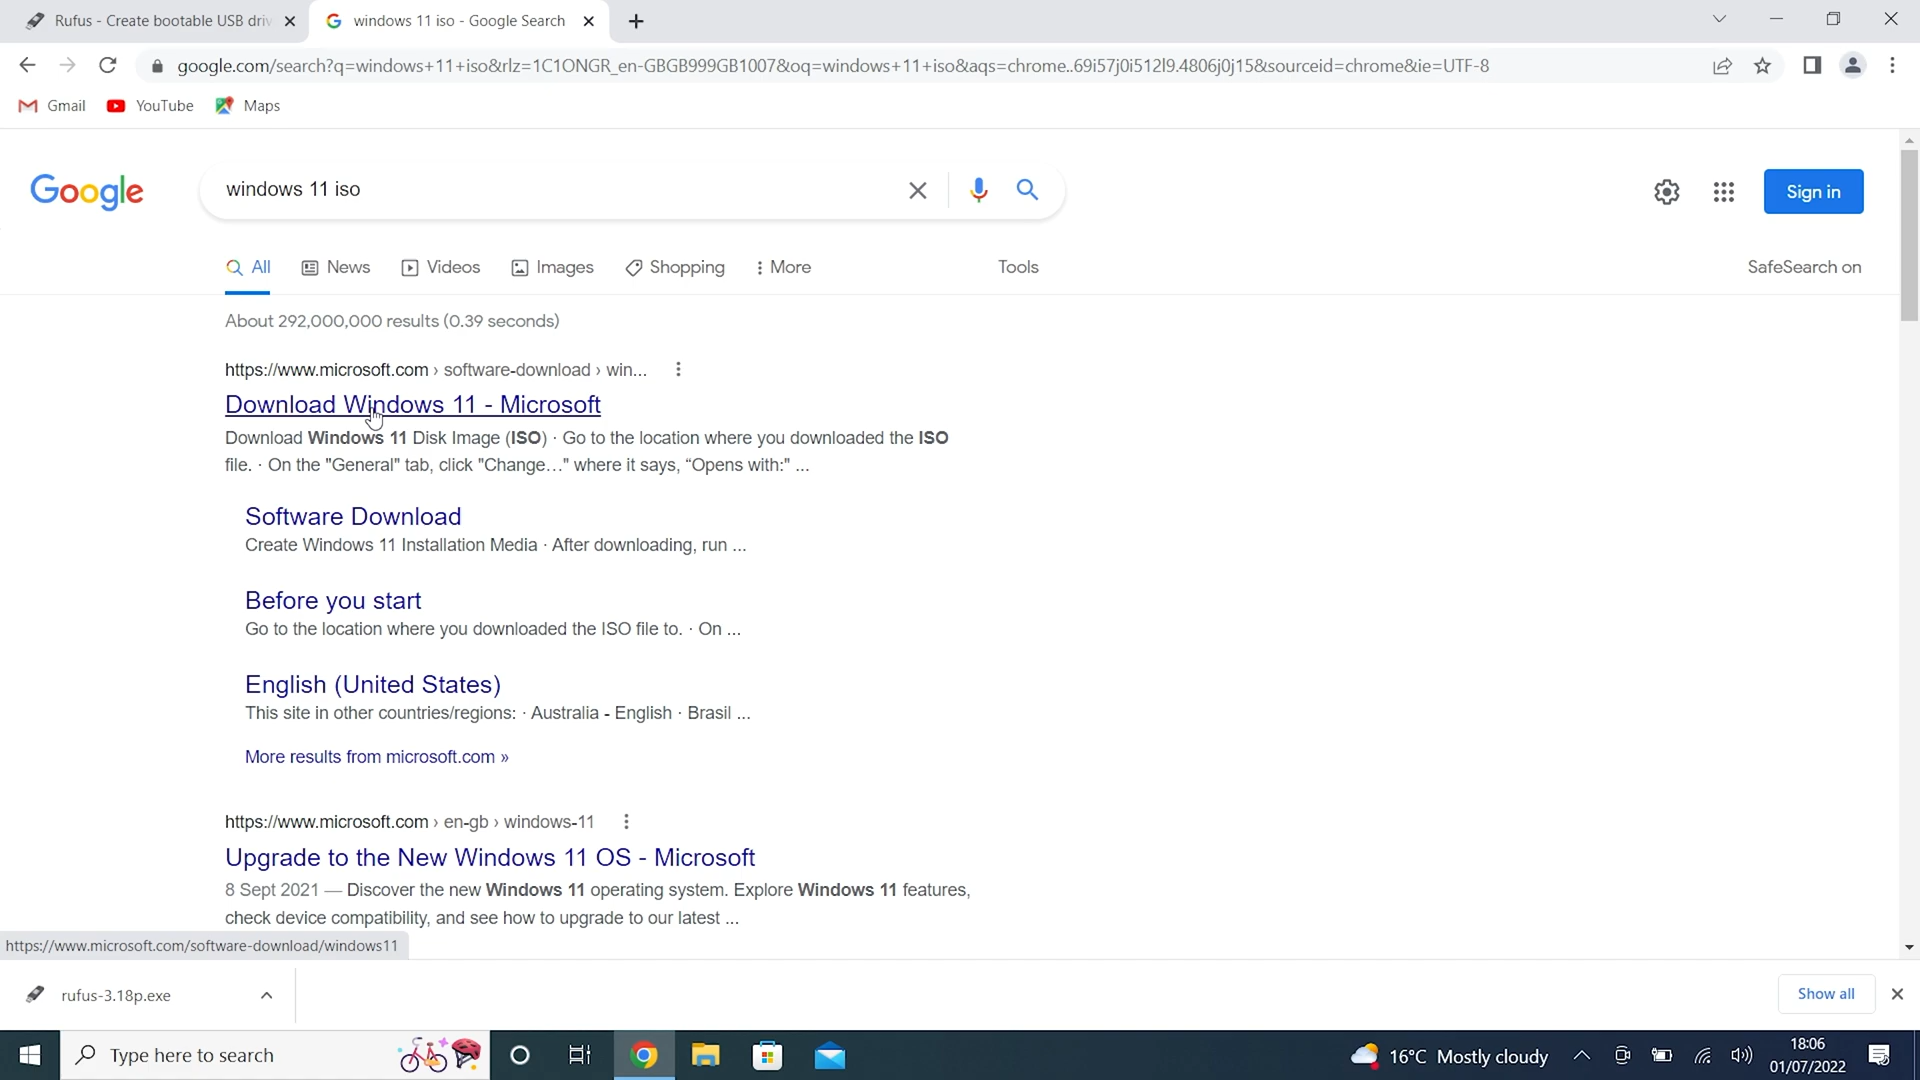 Rufus - Create bootable USB driv
windows 11 iso - Google Search
google.com/search?q=windows+11+iso&rlz=1C1ONGR_en-GBGB999GB1007&oq=windows+11+iso&aqs=chrome..69i57j0i512l9.4806j0j15&sourceid=chrome&ie=UTF-8
Gmail YouTube Maps
Google
windows 11 iso
Sign in
All News Videos Images Shopping More Tools SafeSearch on
About 292,000,000 results (0.39 seconds)
https://www.microsoft.com › software-download › win...
Download Windows 11 - Microsoft
Download Windows 11 Disk Image (ISO) · Go to the location where you downloaded the ISO
file. · On the "General" tab, click "Change…" where it says, “Opens with:" ...
Software Download
Create Windows 11 Installation Media · After downloading, run ...
Before you start
Go to the location where you downloaded the ISO file to. · On ...
English (United States)
This site in other countries/regions: · Australia - English · Brasil ...
More results from microsoft.com »
https://www.microsoft.com › en-gb › windows-11
Upgrade to the New Windows 11 OS - Microsoft
8 Sept 2021 — Discover the new Windows 11 operating system. Explore Windows 11 features,
check device compatibility, and see how to upgrade to our latest ...
https://www.microsoft.com/software-download/windows11
rufus-3.18p.exe
Show all
Type here to search
16°C Mostly cloudy
18:06
01/07/2022